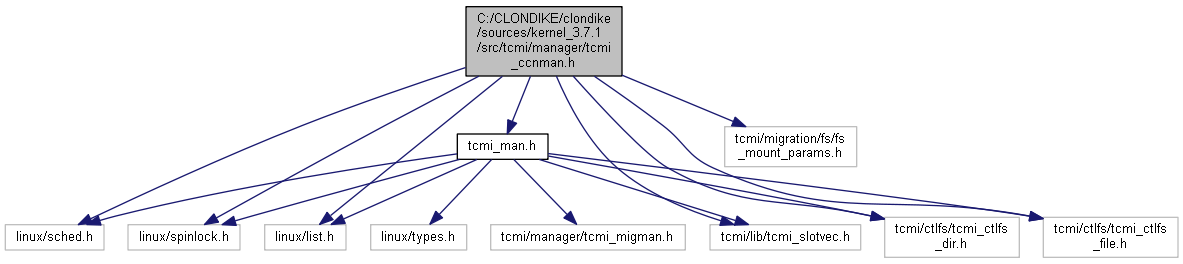 C:/CLONDIKE/clondike
/sources/kernel_3.7.1
/src/tcmi/manager/tcmi
_ccnman.h
tcmi/migration/fs/fs
_mount_params.h
tcmi_man.h
linux/sched.h
linux/spinlock.h
linux/list.h
linux/types.h
tcmi/manager/tcmi_migman.h
tcmi/lib/tcmi_slotvec.h
tcmi/ctlfs/tcmi_ctlfs
_dir.h
tcmi/ctlfs/tcmi_ctlfs
_file.h